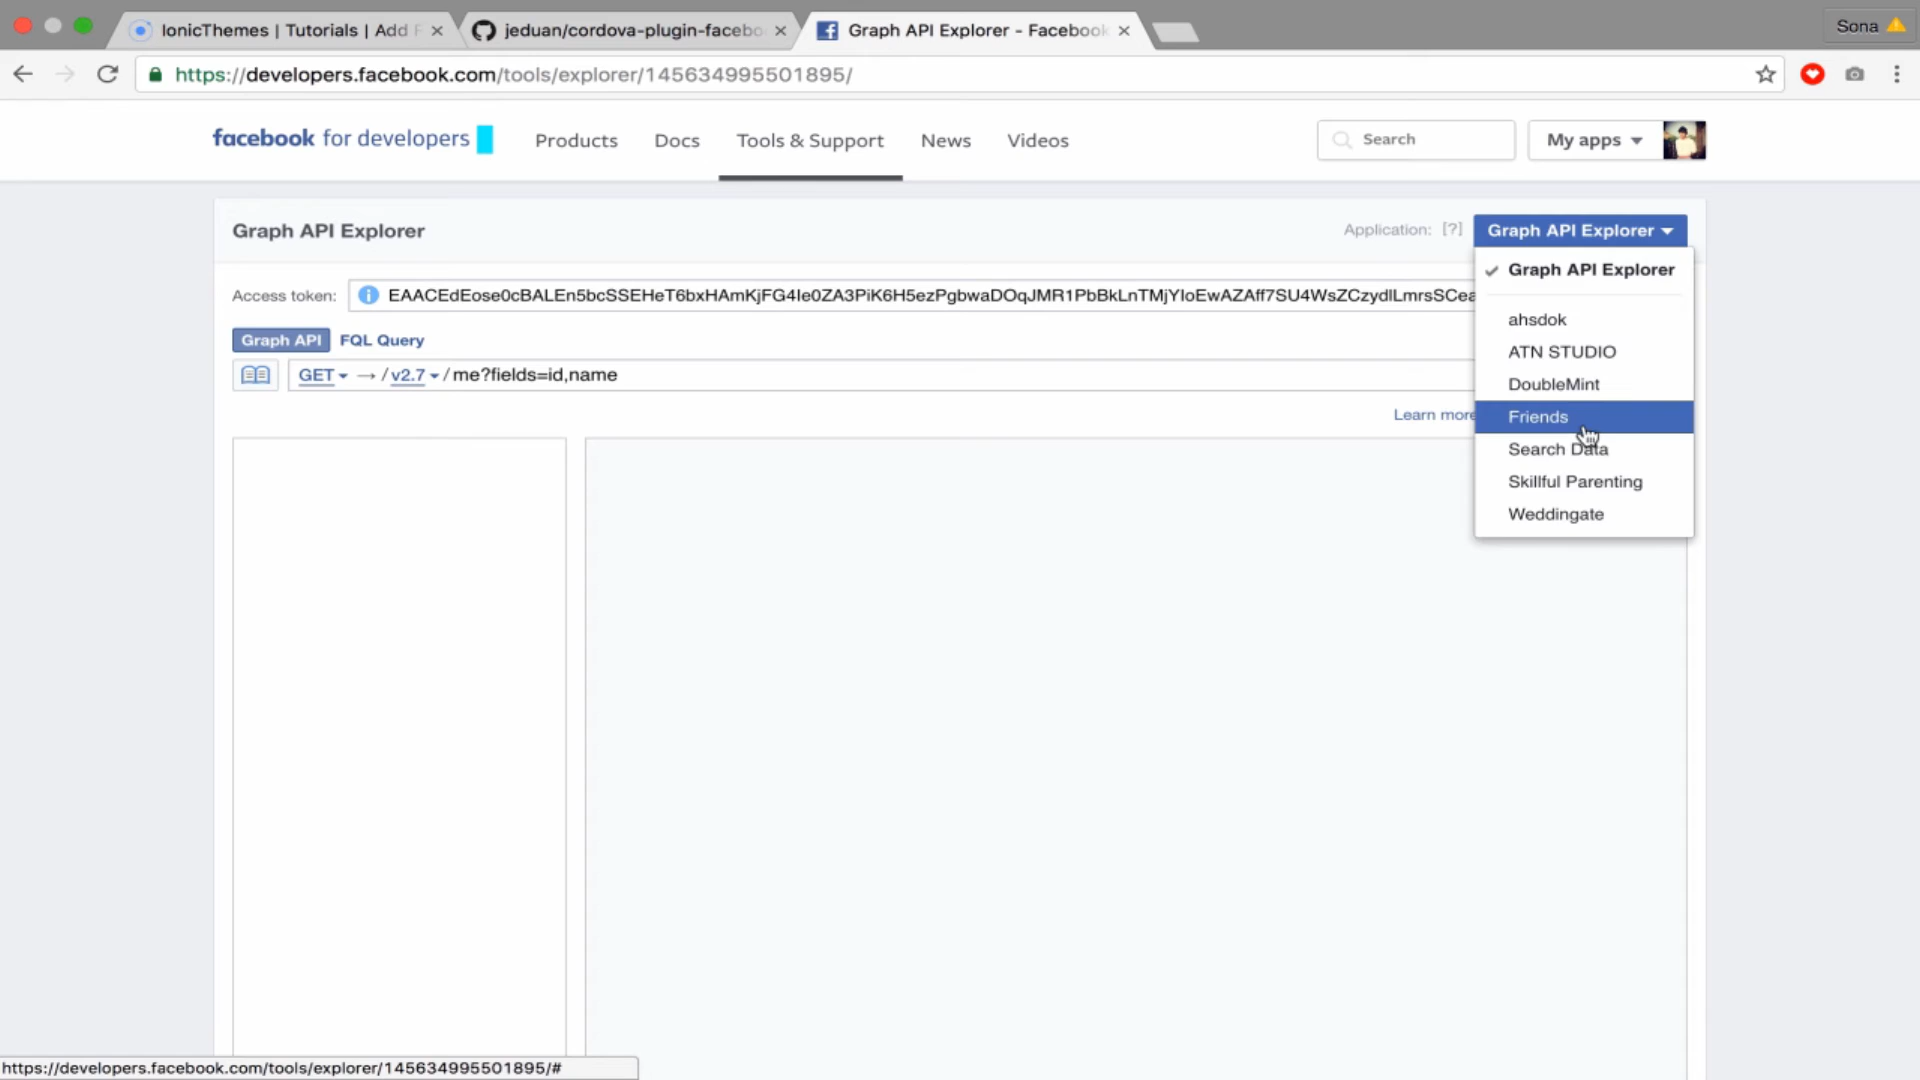 IonicThemes | Tutorials | Add F
jeduan/cordova-plugin-facebo
Graph API Explorer - Facebook
Sona
https://developers.facebook.com/tools/explorer/145634995501895/
facebook for developers
Products
Docs
Tools & Support
News
Videos
Search
My apps
Graph API Explorer
Application: [?]
Graph API Explorer
Graph API Explorer
ahsdok
ATN STUDIO
DoubleMint
Friends
Search Data
Skillful Parenting
Weddingate
Access token:
Graph API
FQL Query
GET → / v2.7 / me?fields=id,name
Learn more
https://developers.facebook.com/tools/explorer/145634995501895/#